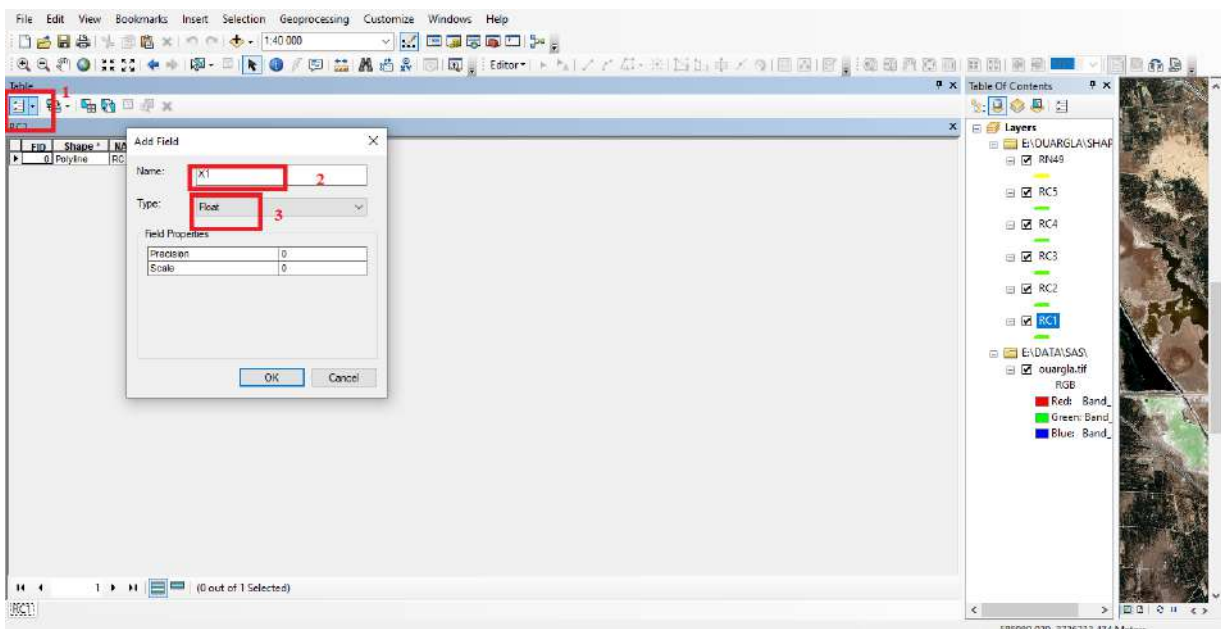 File Edit View Bookmarks Insert Selection Geoprocessing Customize Windows Help
1:40 000
Editor
Table
1
RC1
FID Shape * NA
0 Polyline RC
Add Field
Name: X1
2
Type: Float
3
Field Properties
Precision 0
Scale 0
OK Cancel
1 (0 out of 1 Selected)
RC1
Table Of Contents
Layers
E:\OUARGLA\SHAP
RN49
RC5
RC4
RC3
RC2
RC1
E:\DATA\SAS\
ouargla.tif
RGB
Red: Band_
Green: Band_
Blue: Band_